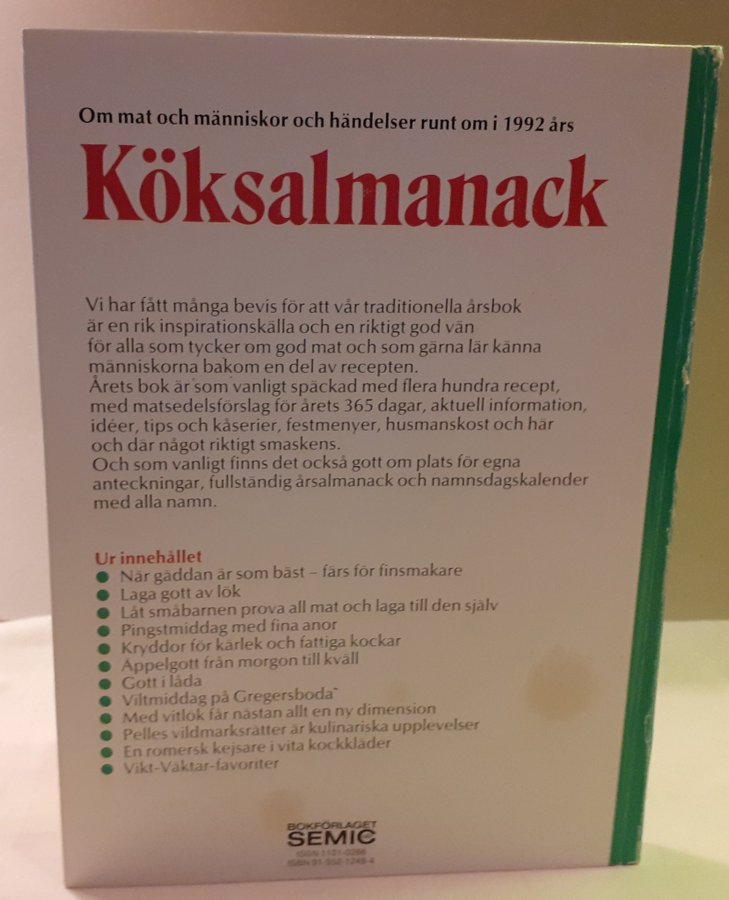 Om mat och människor och händelser runt om i 1992 års
Köksalmanack
Vi har fått många bevis för att vår traditionella årsbok
är en rik inspirationskälla och en riktigt god vän
för alla som tycker om god mat och som gärna lär känna
människorna bakom en del av recepten.
Årets bok är som vanligt späckad med flera hundra recept,
med matsedelsförslag för årets 365 dagar, aktuell information,
idéer, tips och kåserier, festmenyer, husmanskost och här
och där något riktigt smaskens.
Och som vanligt finns det också gott om plats för egna
anteckningar, fullständig årsalmanack och namnsdagskalender
med alla namn.
Ur innehållet
● När gäddan är som bäst – färs för finsmakare
● Laga gott av lök
● Låt småbarnen prova all mat och laga till den själv
● Pingstmiddag med fina anor
● Kryddor för kärlek och fattiga kockar
● Äppelgott från morgon till kväll
● Gott i låda
● Viltmiddag på Gregersboda
● Med vitlök får nästan allt en ny dimension
● Pelles vildmarksrätter är kulinariska upplevelser
● En romersk kejsare i vita kockkläder
● Vikt-Väktar-favoriter
BOKFÖRLAGET
SEMIC
ISSN 1101-0266
ISBN 91-552-1248-4